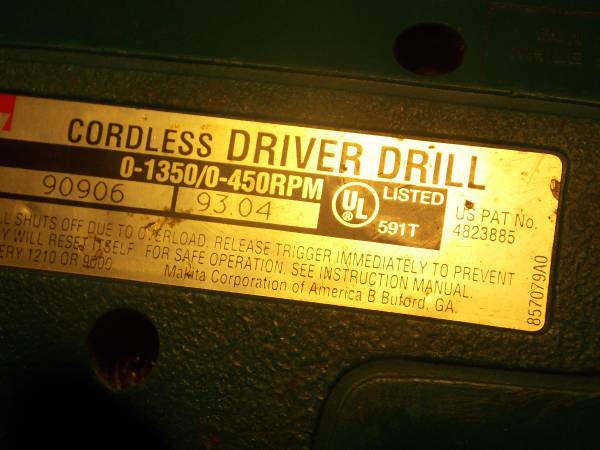 CORDLESS DRIVER DRILL
0-1350/0-450RPM
90906
93.04
UL
LISTED
591T
US PAT No.
4823885
SHUTS OFF DUE TO OVERLOAD, RELEASE TRIGGER IMMEDIATELY TO PREVENT
WILL RESET ITSELF. FOR SAFE OPERATION, SEE INSTRUCTION MANUAL.
1210 OR 9000
Makita Corporation of America B Buford, GA.
857079A0